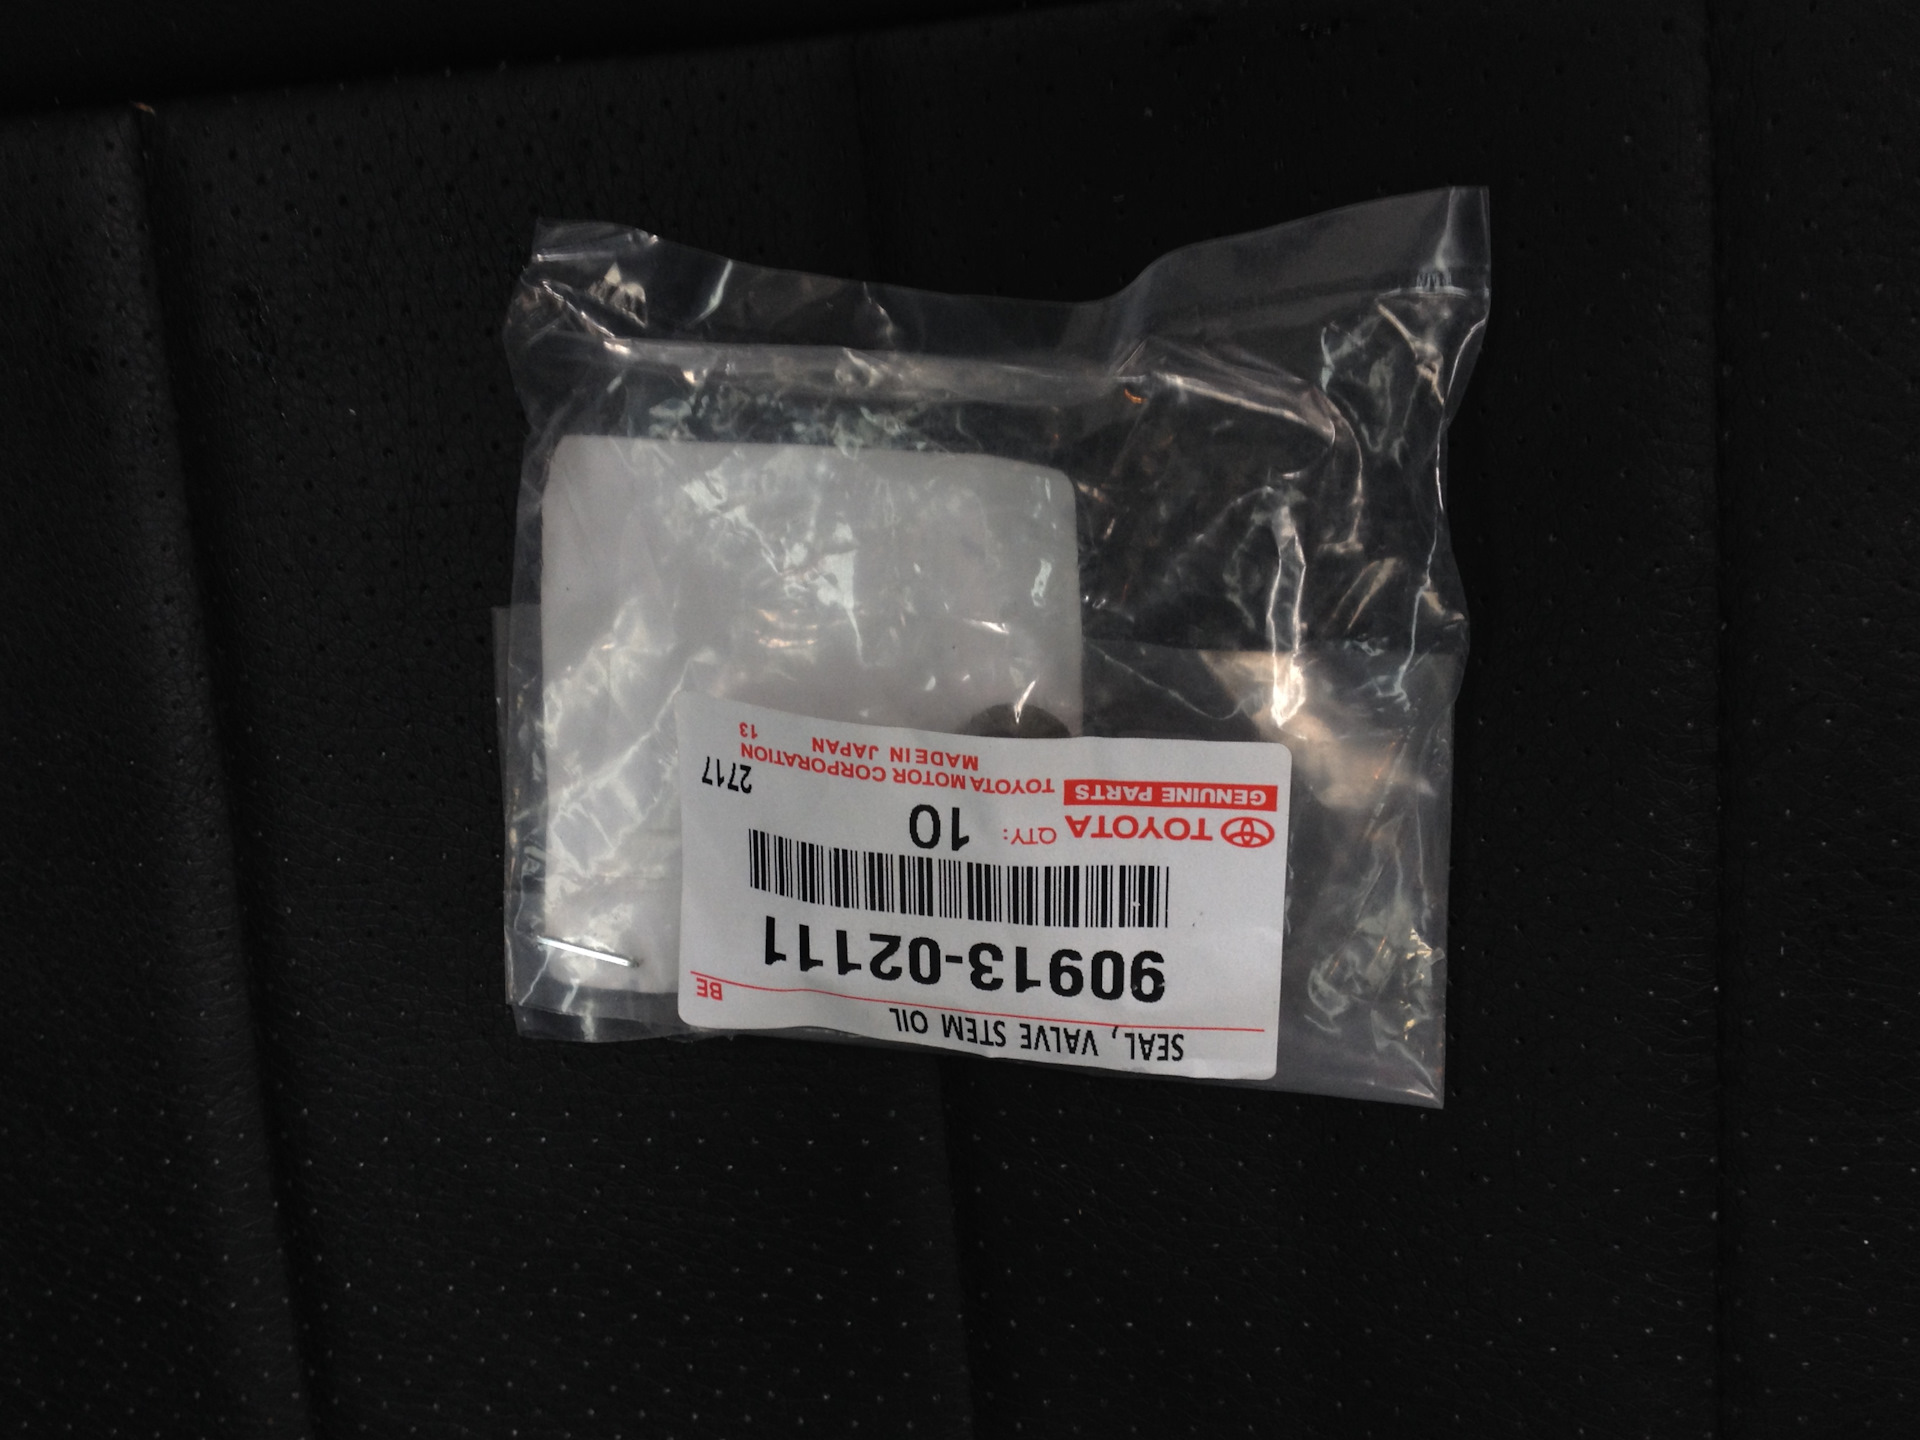 SEAL, VALVE STEM OIL
BE
90913-02111
TOYOTA QTY: 10
GENUINE PARTS TOYOTA MOTOR CORPORATION 2717
MADE IN JAPAN 13